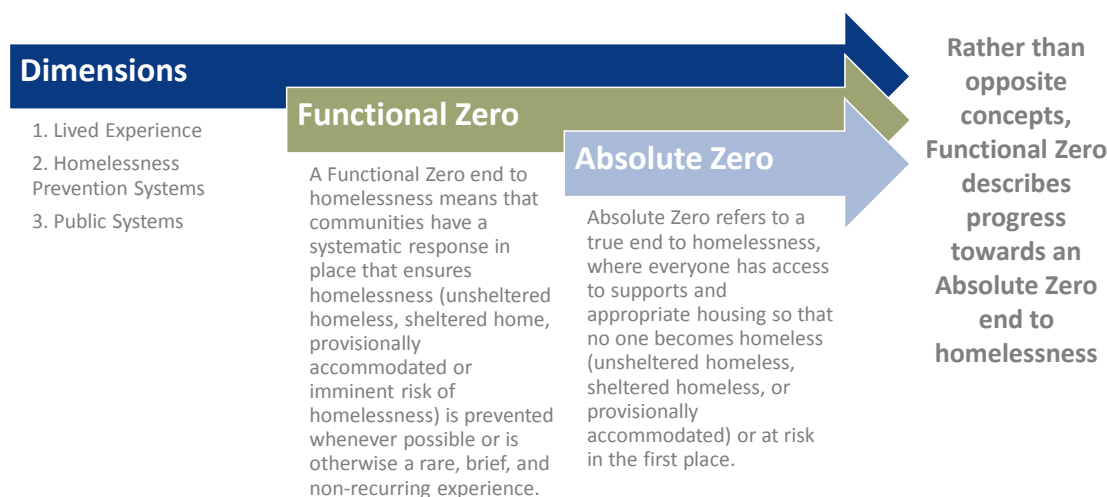 Dimensions
1. Lived Experience
2. Homelessness
Prevention Systems
3. Public Systems
Functional Zero
A Functional Zero end to
homelessness means that
communities have a
systematic response in
place that ensures
homelessness (unsheltered
homeless, sheltered home,
provisionally
accommodated or
imminent risk of
homelessness) is prevented
whenever possible or is
otherwise a rare, brief, and
non-recurring experience.
Absolute Zero
Absolute Zero refers to a
true end to homelessness,
where everyone has access
to supports and
appropriate housing so that
no one becomes homeless
(unsheltered homeless,
sheltered homeless, or
provisionally
accommodated) or at risk
in the first place.
Rather than
opposite
concepts,
Functional Zero
describes
progress
towards an
Absolute Zero
end to
homelessness